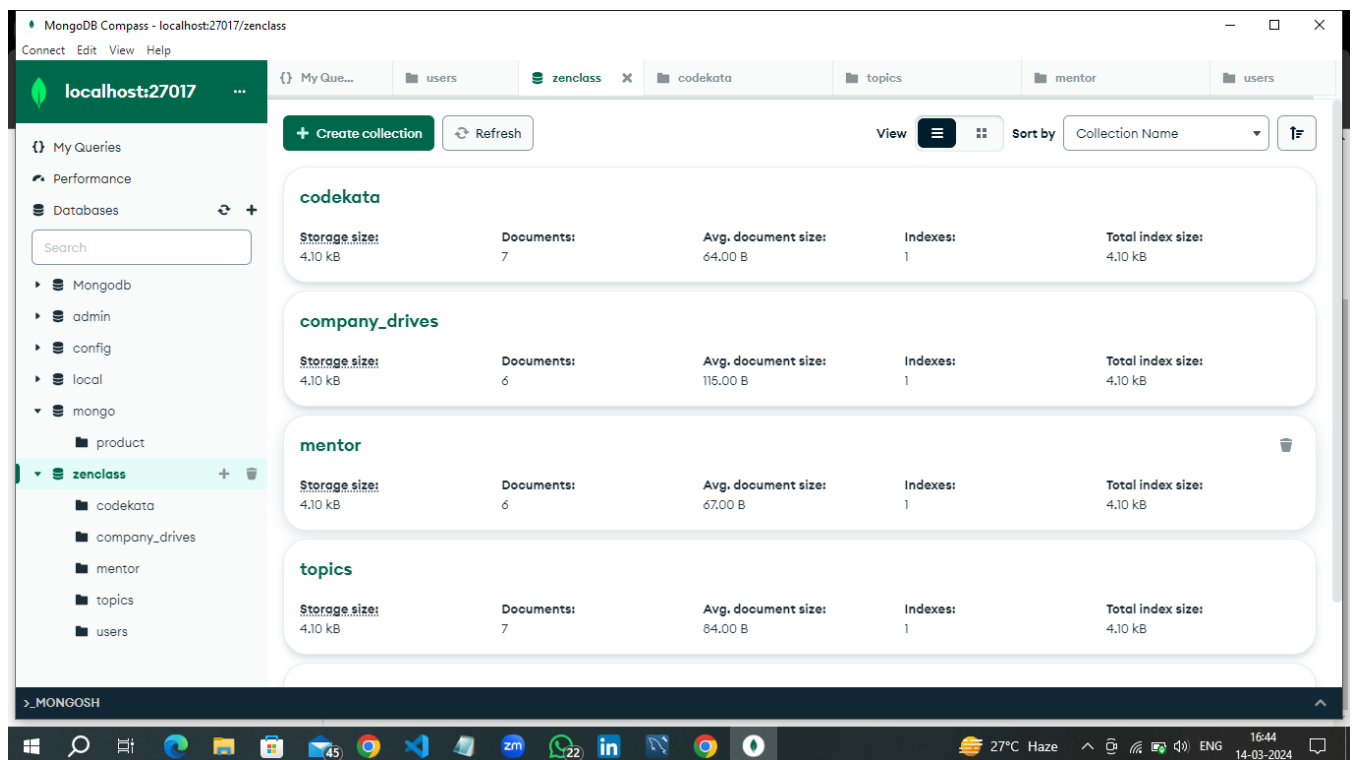 MongoDB Compass - localhost:27017/zenclass
Connect Edit View Help
localhost:27017 ...
{} My Que... users zenclass codekata topics mentor users
Create collection Refresh View Sort by Collection Name
{} My Queries
Performance
Databases
Search
Mongodb
admin
config
local
mongo
product
zenclass
codekata
company_drives
mentor
topics
users
codekata
Storage size: Documents: Avg. document size: Indexes: Total index size:
4.10 kB 7 64.00 B 1 4.10 kB
company_drives
Storage size: Documents: Avg. document size: Indexes: Total index size:
4.10 kB 6 115.00 B 1 4.10 kB
mentor
Storage size: Documents: Avg. document size: Indexes: Total index size:
4.10 kB 6 67.00 B 1 4.10 kB
topics
Storage size: Documents: Avg. document size: Indexes: Total index size:
4.10 kB 7 84.00 B 1 4.10 kB
>_MONGOSH
45 zm 22 in 27°C Haze ENG 16:44
14-03-2024